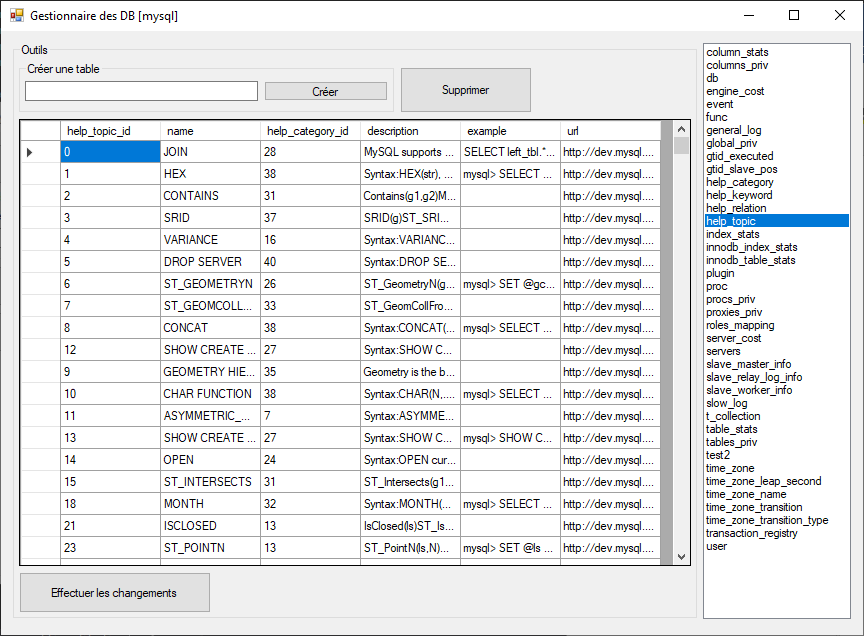 Gestionnaire des DB [mysql]
Outils
Créer une table
Créer
Supprimer
help_topic_id name help_category_id description example url
0 JOIN 28 MySQL supports ... SELECT left_tbl.*... http://dev.mysql....
1 HEX 38 Syntax:HEX(str), ... mysql> SELECT ... http://dev.mysql....
2 CONTAINS 31 Contains(g1,g2)M... http://dev.mysql....
3 SRID 37 SRID(g)ST_SRI... http://dev.mysql....
4 VARIANCE 16 Syntax:VARIANC... http://dev.mysql....
5 DROP SERVER 40 Syntax:DROP SE... http://dev.mysql....
6 ST_GEOMETRYN 26 ST_GeometryN(g... mysql> SET @gc... http://dev.mysql....
7 ST_GEOMCOLL... 33 ST_GeomCollFro... http://dev.mysql....
8 CONCAT 38 Syntax:CONCAT(... mysql> SELECT ... http://dev.mysql....
12 SHOW CREATE ... 27 Syntax:SHOW C... http://dev.mysql....
9 GEOMETRY HIE... 35 Geometry is the b... http://dev.mysql....
10 CHAR FUNCTION 38 Syntax:CHAR(N,... mysql> SELECT ... http://dev.mysql....
11 ASYMMETRIC_... 7 Syntax:ASYMME... http://dev.mysql....
13 SHOW CREATE ... 27 Syntax:SHOW C... mysql> SHOW C... http://dev.mysql....
14 OPEN 24 Syntax:OPEN cur... http://dev.mysql....
15 ST_INTERSECTS 31 ST_Intersects(g1... http://dev.mysql....
18 MONTH 32 Syntax:MONTH(... mysql> SELECT ... http://dev.mysql....
21 ISCLOSED 13 IsClosed(ls)ST_Is... http://dev.mysql....
23 ST_POINTN 13 ST_PointN(ls,N)... mysql> SET @ls ... http://dev.mysql....
Effectuer les changements
column_stats
columns_priv
db
engine_cost
event
func
general_log
global_priv
gtid_executed
gtid_slave_pos
help_category
help_keyword
help_relation
help_topic
index_stats
innodb_index_stats
innodb_table_stats
plugin
proc
procs_priv
proxies_priv
roles_mapping
server_cost
servers
slave_master_info
slave_relay_log_info
slave_worker_info
slow_log
t_collection
table_stats
tables_priv
test2
time_zone
time_zone_leap_second
time_zone_name
time_zone_transition
time_zone_transition_type
transaction_registry
user